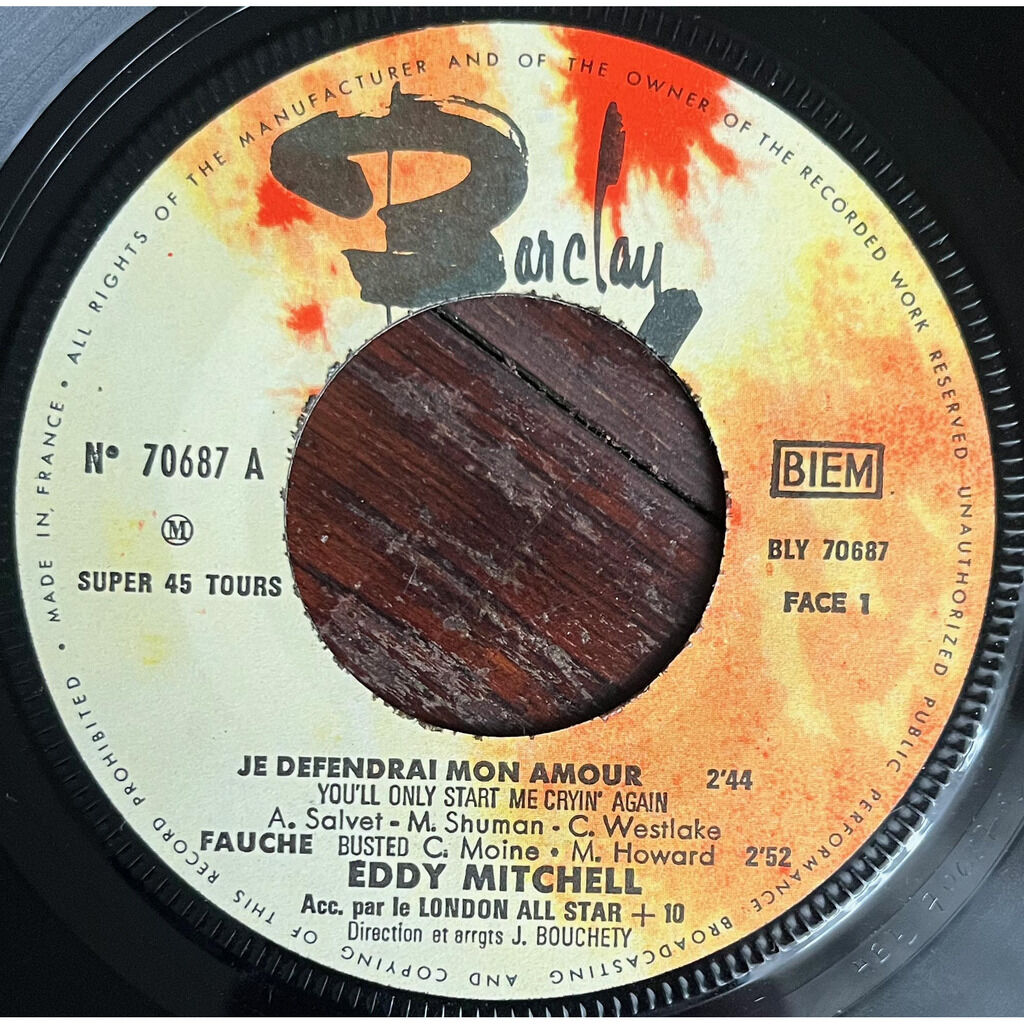 MADE IN FRANCE • ALL RIGHTS OF THE MANUFACTURER AND OF THE OWNER OF THE RECORDED WORK RESERVED UNAUTHORIZED PUBLIC PERFORMANCE, BROADCASTING AND COPYING OF THIS RECORD PROHIBITED •
Barclay
N° 70687 A
M
SUPER 45 TOURS
BIEM
BLY 70687
FACE 1
JE DEFENDRAI MON AMOUR 2'44
YOU'LL ONLY START ME CRYIN' AGAIN
A. Salvet - M. Shuman - C. Westlake
FAUCHE BUSTED C. Moine • M. Howard 2'52
EDDY MITCHELL
Acc. par le LONDON ALL STAR + 10
Direction et arrgts J. BOUCHETY